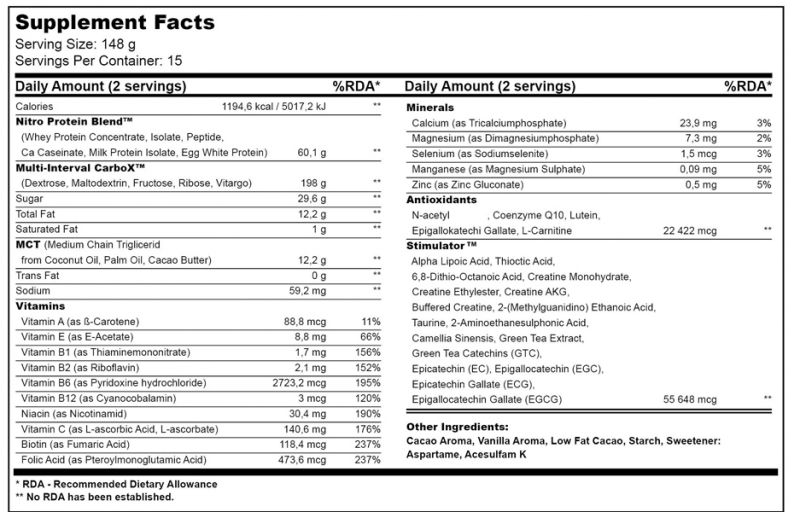 Supplement Facts
Serving Size: 148 g
Servings Per Container: 15
Daily Amount (2 servings) %RDA*
Calories 1194,6 kcal / 5017,2 kJ **
Nitro Protein Blend™
(Whey Protein Concentrate, Isolate, Peptide,
Ca Caseinate, Milk Protein Isolate, Egg White Protein) 60,1 g **
Multi-Interval CarboX™
(Dextrose, Maltodextrin, Fructose, Ribose, Vitargo) 198 g **
Sugar 29,6 g **
Total Fat 12,2 g **
Saturated Fat 1 g **
MCT (Medium Chain Triglicerid
from Coconut Oil, Palm Oil, Cacao Butter) 12,2 g **
Trans Fat 0 g **
Sodium 59,2 mg **
Vitamins
Vitamin A (as ß-Carotene) 88,8 mcg 11%
Vitamin E (as E-Acetate) 8,8 mg 66%
Vitamin B1 (as Thiaminemononitrate) 1,7 mg 156%
Vitamin B2 (as Riboflavin) 2,1 mg 152%
Vitamin B6 (as Pyridoxine hydrochloride) 2723,2 mcg 195%
Vitamin B12 (as Cyanocobalamin) 3 mcg 120%
Niacin (as Nicotinamid) 30,4 mg 190%
Vitamin C (as L-ascorbic Acid, L-ascorbate) 140,6 mg 176%
Biotin (as Fumaric Acid) 118,4 mcg 237%
Folic Acid (as Pteroylmonoglutamic Acid) 473,6 mcg 237%
Daily Amount (2 servings) %RDA*
Minerals
Calcium (as Tricalciumphosphate) 23,9 mg 3%
Magnesium (as Dimagnesiumphosphate) 7,3 mg 2%
Selenium (as Sodiumselenite) 1,5 mcg 3%
Manganese (as Magnesium Sulphate) 0,09 mg 5%
Zinc (as Zinc Gluconate) 0,5 mg 5%
Antioxidants
N-acetyl , Coenzyme Q10, Lutein,
Epigallokatechi Gallate, L-Carnitine 22 422 mcg **
Stimulator™
Alpha Lipoic Acid, Thioctic Acid,
6,8-Dithio-Octanoic Acid, Creatine Monohydrate,
Creatine Ethylester, Creatine AKG,
Buffered Creatine, 2-(Methylguanidino) Ethanoic Acid,
Taurine, 2-Aminoethanesulphonic Acid,
Camellia Sinensis, Green Tea Extract,
Green Tea Catechins (GTC),
Epicatechin (EC), Epigallocatechin (EGC),
Epicatechin Gallate (ECG),
Epigallocatechin Gallate (EGCG) 55 648 mcg **
Other Ingredients:
Cacao Aroma, Vanilla Aroma, Low Fat Cacao, Starch, Sweetener:
Aspartame, Acesulfam K
* RDA - Recommended Dietary Allowance
** No RDA has been established.